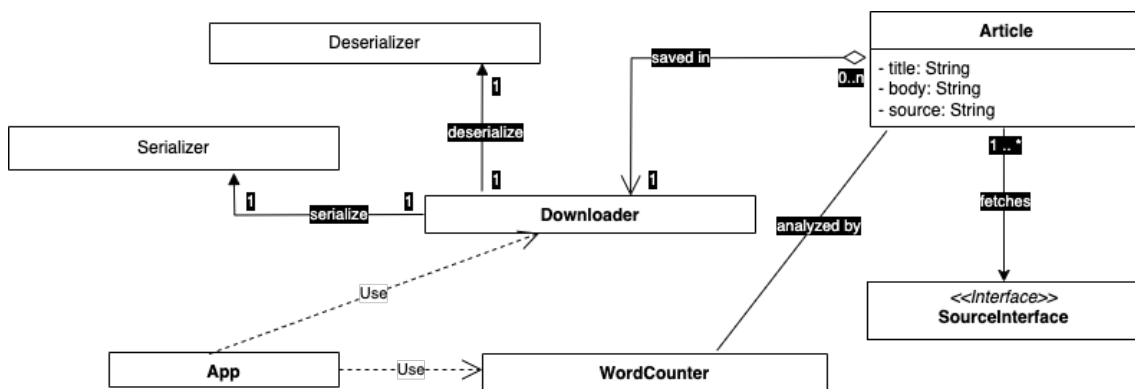 Article
Deserializer
saved in
- title: String
0..n
- body: String
1
- source: String
deserialize
Serializer
1 .. *
1
1
1
1
serialize
fetches
Downloader
analyzed by
Use
<<Interface>>
SourceInterface
App
Use
WordCounter